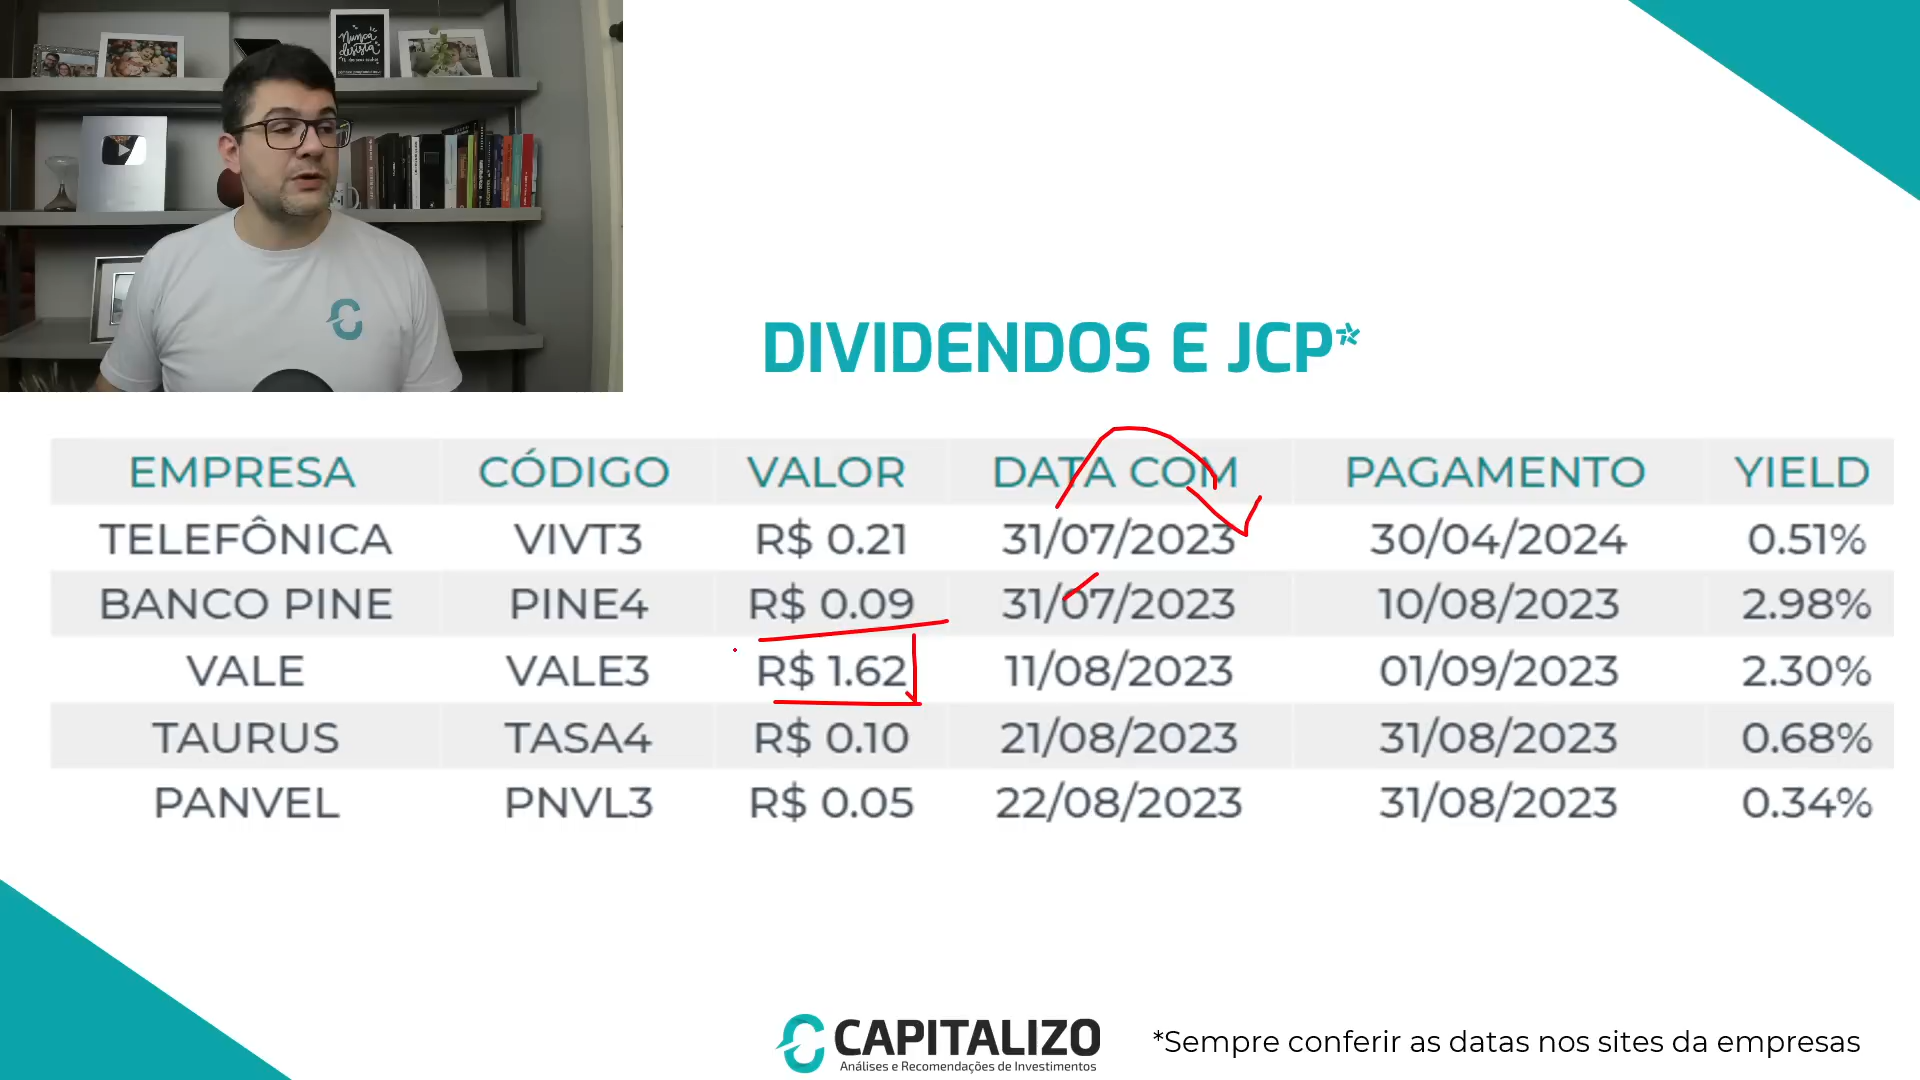 Nunca
desista
DIVIDENDOS E JCP*
EMPRESA CÓDIGO VALOR DATA COM PAGAMENTO YIELD
TELEFÔNICA VIVT3 R$ 0.21 31/07/2023 30/04/2024 0.51%
BANCO PINE PINE4 R$ 0.09 31/07/2023 10/08/2023 2.98%
VALE VALE3 R$ 1.62 11/08/2023 01/09/2023 2.30%
TAURUS TASA4 R$ 0.10 21/08/2023 31/08/2023 0.68%
PANVEL PNVL3 R$ 0.05 22/08/2023 31/08/2023 0.34%
CAPITALIZO
Análises e Recomendações de Investimentos
*Sempre conferir as datas nos sites da empresas